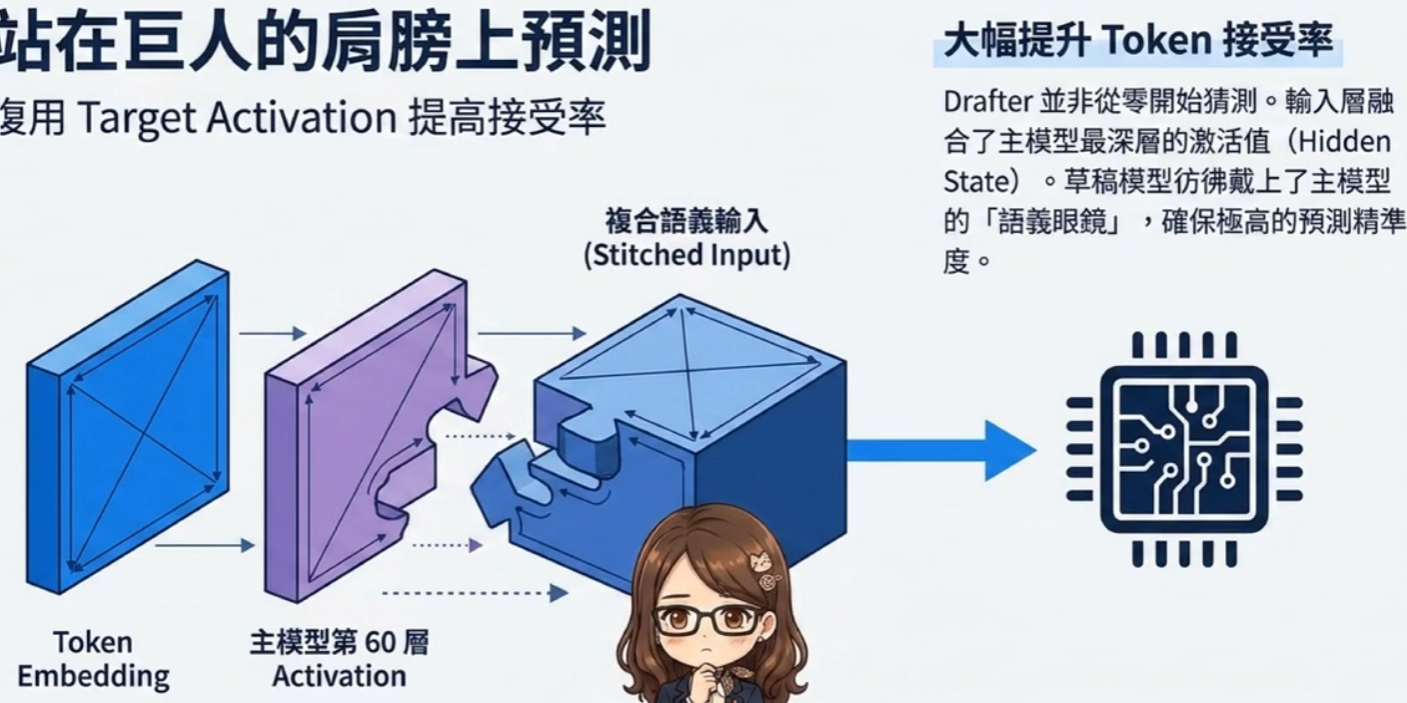 站在巨人的肩膀上預測
復用 Target Activation 提高接受率
大幅提升 Token 接受率
Drafter 並非從零開始猜測。輸入層融
合了主模型最深層的激活值（Hidden
State）。草稿模型彷彿戴上了主模型
的「語義眼鏡」，確保極高的預測精準
度。
複合語義輸入
(Stitched Input)
Token
Embedding
主模型第 60 層
Activation